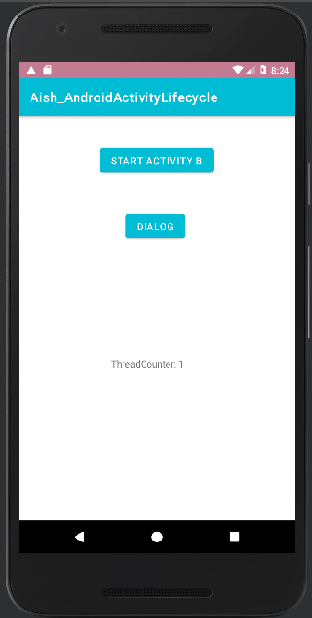 8:24
Aish_AndroidActivityLifecycle
START ACTIVITY B
DIALOG
ThreadCounter: 1